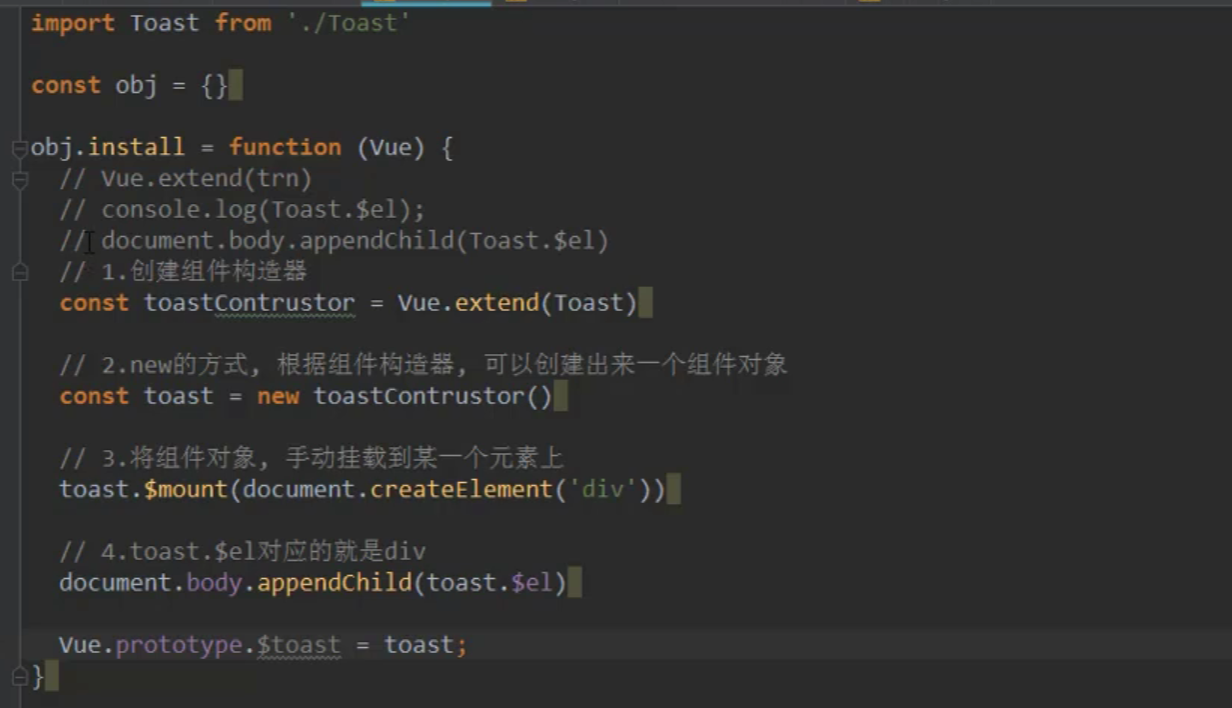 import Toast from './Toast'
const obj = {}
obj.install = function (Vue) {
// Vue.extend(trn)
// console.log(Toast.$el);
// document.body.appendChild(Toast.$el)
// 1.创建组件构造器
const toastContrustor = Vue.extend(Toast)
// 2.new的方式, 根据组件构造器, 可以创建出来一个组件对象
const toast = new toastContrustor()
// 3.将组件对象, 手动挂载到某一个元素上
toast.$mount(document.createElement('div'))
// 4.toast.$el对应的就是div
document.body.appendChild(toast.$el)
Vue.prototype.$toast = toast;
}